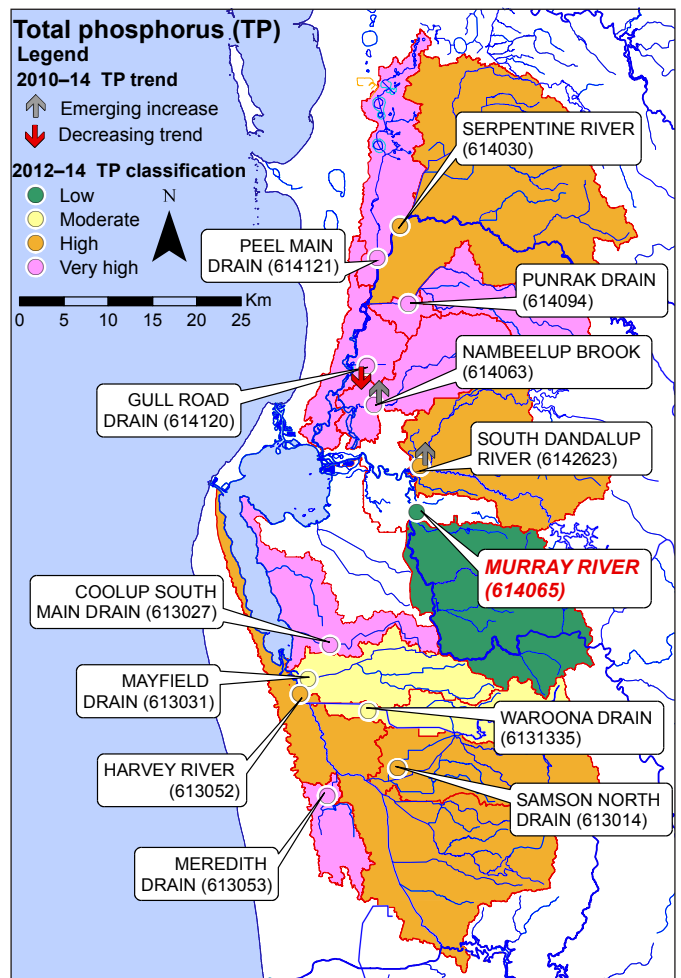 Total phosphorus (TP)
Legend
2010–14 TP trend
Emerging increase
Decreasing trend
2012–14 TP classification
Low
Moderate
High
Very high
N
Km
0 5 10 15 20 25
SERPENTINE RIVER
(614030)
PEEL MAIN
DRAIN (614121)
PUNRAK DRAIN
(614094)
NAMBEELUP BROOK
(614063)
GULL ROAD
DRAIN (614120)
SOUTH DANDALUP
RIVER (6142623)
MURRAY RIVER
(614065)
COOLUP SOUTH
MAIN DRAIN (613027)
MAYFIELD
DRAIN (613031)
WAROONA DRAIN
(6131335)
HARVEY RIVER
(613052)
SAMSON NORTH
DRAIN (613014)
MEREDITH
DRAIN (613053)